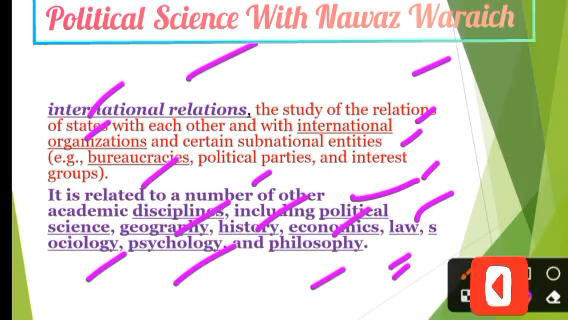 Political Science With Nawaz Waraich
international relations, the study of the relations
of states with each other and with international
organizations and certain subnational entities
(e.g., bureaucracies, political parties, and interest
groups).
It is related to a number of other
academic disciplines, including political
science, geography, history, economics, law, s
ociology, psychology, and philosophy.